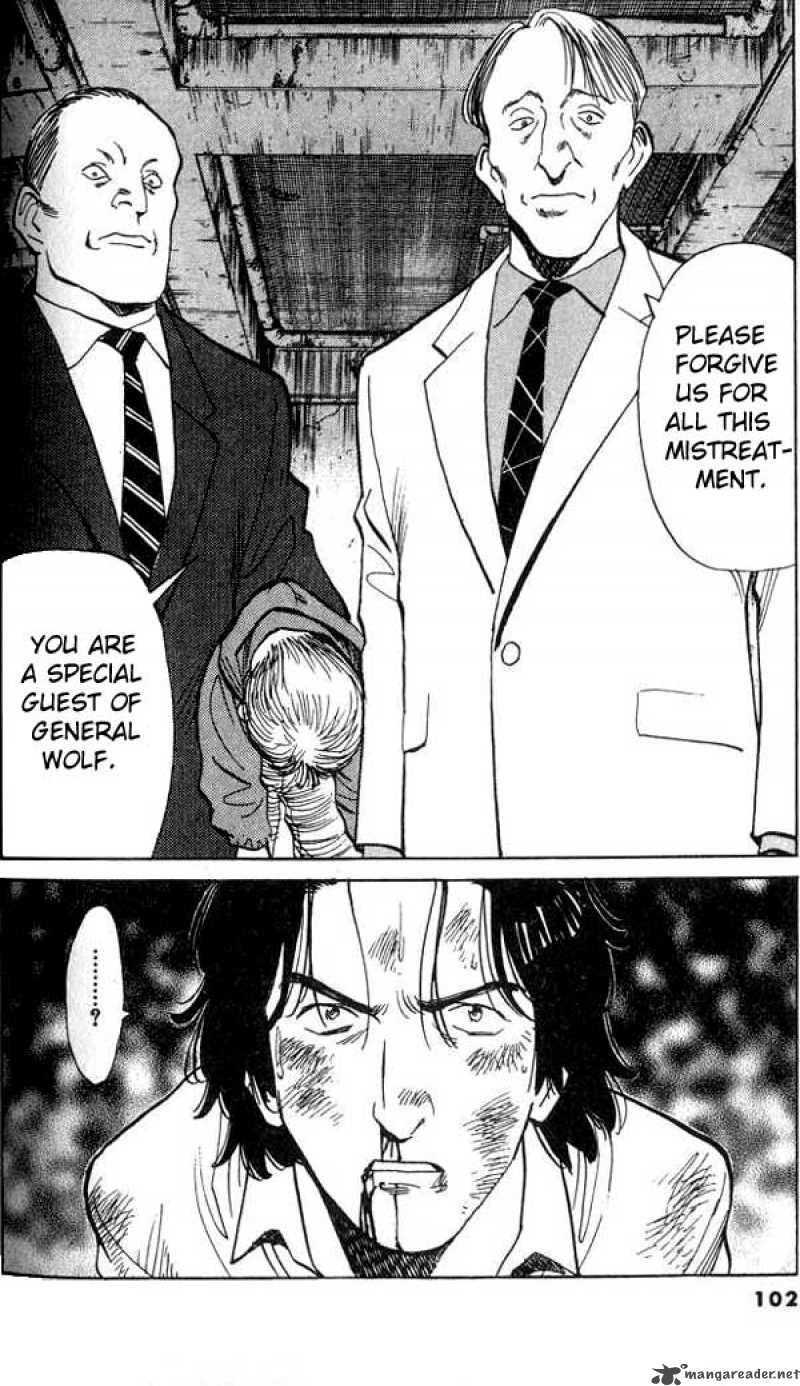 PLEASE
FORGIVE
US FOR
ALL THIS
MISTREAT-
MENT.
YOU ARE
A SPECIAL
GUEST OF
GENERAL
WOLF.
........?
102
mangareader.net